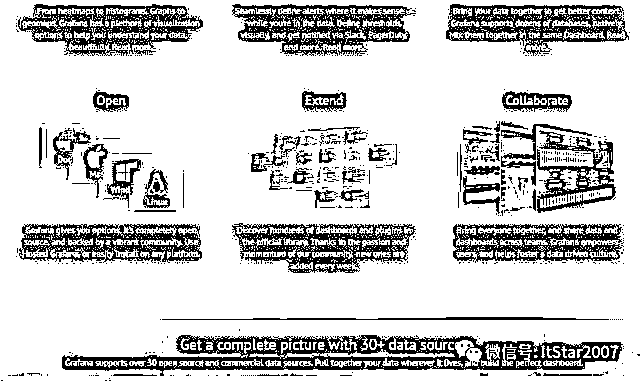 From heatmaps to histograms. Graphs to
geomaps. Grafana has a plethora of visualization
options to help you understand your data,
beautifully. Read more.
Seamlessly define alerts where it makes sense -
while you're in the data. Define thresholds
visually, and get notified via Slack, PagerDuty,
and more. Read more.
Bring your data together to get better context.
Grafana supports dozens of databases, natively.
Mix them together in the same Dashboard. Read
more.
Open
Extend
Collaborate
Linux
Grafana gives you options. It's completely open
source, and backed by a vibrant community. Use
Hosted Grafana, or easily install on any platform.
Discover hundreds of dashboards and plugins in
the official library. Thanks to the passion and
momentum of our community, new ones are
added every week.
Bring everyone together, and share data and
dashboards across teams. Grafana empowers
users, and helps foster a data driven culture.
Get a complete picture with 30+ data sourc
微信号: ItStar2007
Grafana supports over 30 open source and commercial data sources. Pull together your data wherever it lives, and build the perfect dashboard.